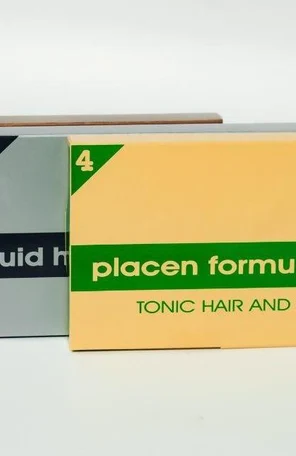 4
uid h
placen formu
TONIC HAIR AND